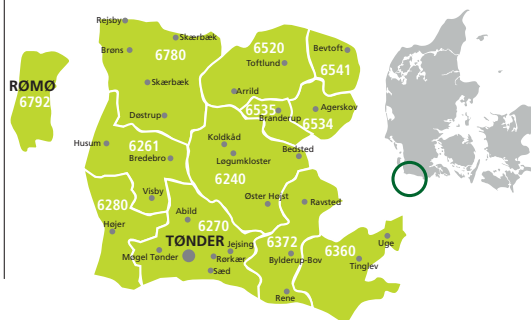 Rejsby
Skærbæk
Brøns
6780
6520
Bevtoft
Toftlund
6541
RØMØ
6792
Skærbæk
Arrild
6535
Agerskov
Døstrup
Branderup
6534
Husum
6261
Koldkåd
Bredebro
Løgumkloster
Bedsted
6240
Visby
6280
Øster Højst
Ravsted
Abild
6270
Højer
TØNDER
Jejsing
6372
6360
Uge
Møgel Tønder
Rørkær
Bylderup-Bov
Tinglev
Sæd
Rene